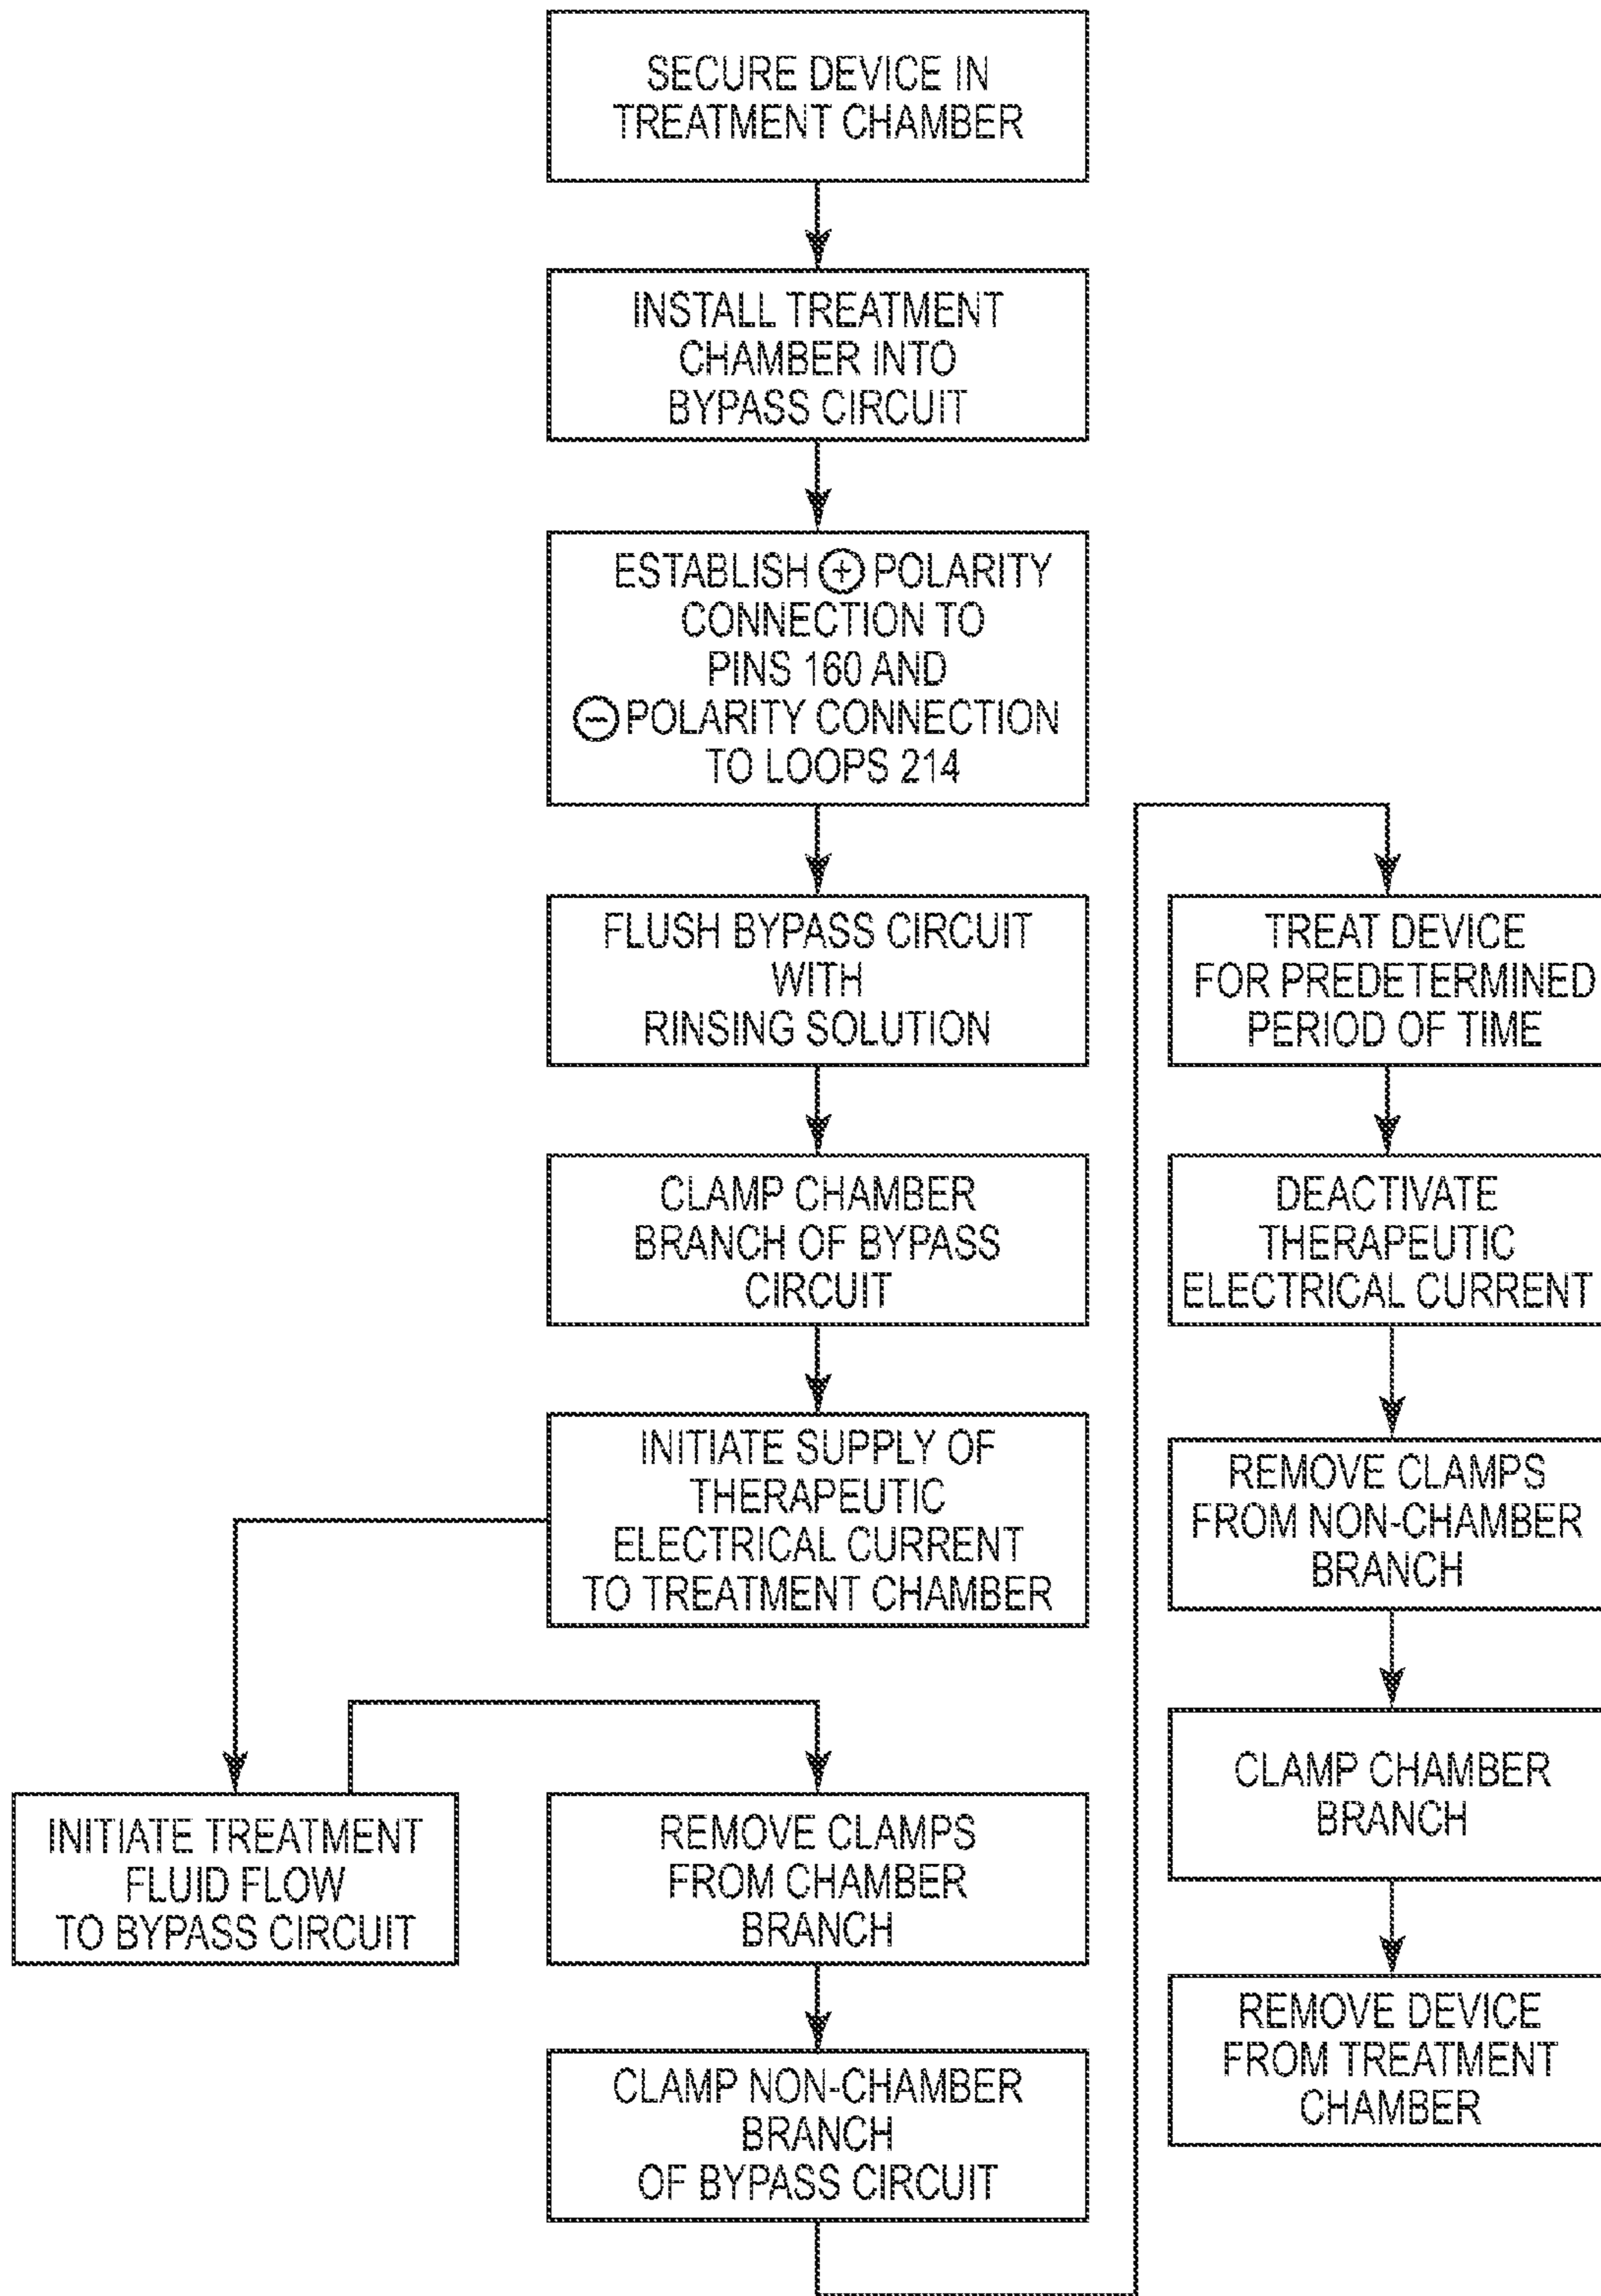 SECURE DEVICE IN
TREATMENT CHAMBER
INSTALL TREATMENT
CHAMBER INTO
BYPASS CIRCUIT
ESTABLISH ⊕ POLARITY
CONNECTION TO
PINS 160 AND
⊖ POLARITY CONNECTION
TO LOOPS 214
FLUSH BYPASS CIRCUIT
WITH
RINSING SOLUTION
CLAMP CHAMBER
BRANCH OF BYPASS
CIRCUIT
INITIATE SUPPLY OF
THERAPEUTIC
ELECTRICAL CURRENT
TO TREATMENT CHAMBER
INITIATE TREATMENT
FLUID FLOW
TO BYPASS CIRCUIT
REMOVE CLAMPS
FROM CHAMBER
BRANCH
CLAMP NON-CHAMBER
BRANCH
OF BYPASS CIRCUIT
TREAT DEVICE
FOR PREDETERMINED
PERIOD OF TIME
DEACTIVATE
THERAPEUTIC
ELECTRICAL CURRENT
REMOVE CLAMPS
FROM NON-CHAMBER
BRANCH
CLAMP CHAMBER
BRANCH
REMOVE DEVICE
FROM TREATMENT
CHAMBER